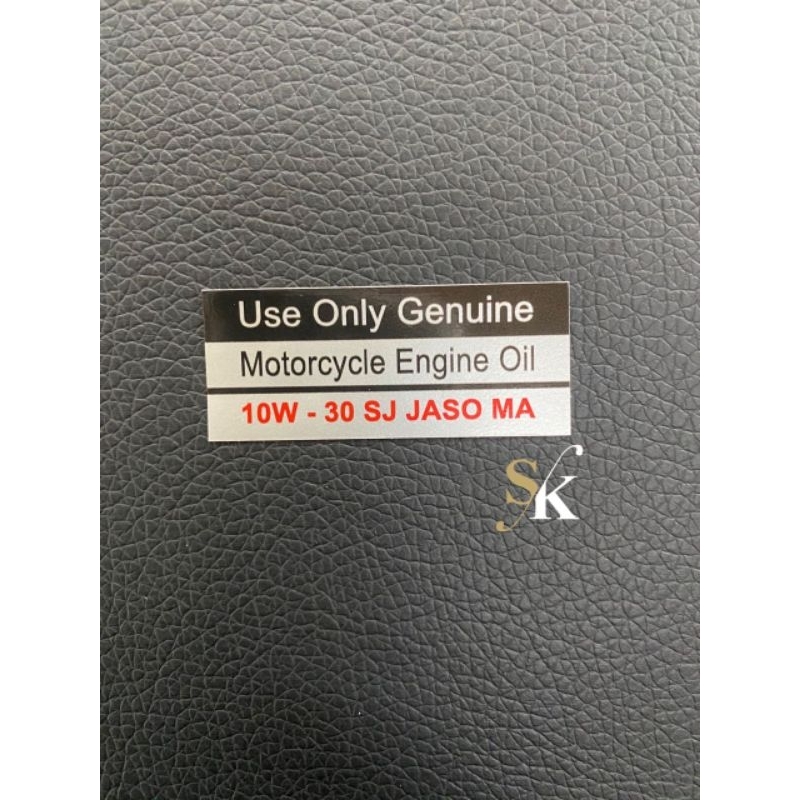 Use Only Genuine
Motorcycle Engine Oil
10W - 30 SJ JASO MA
SK